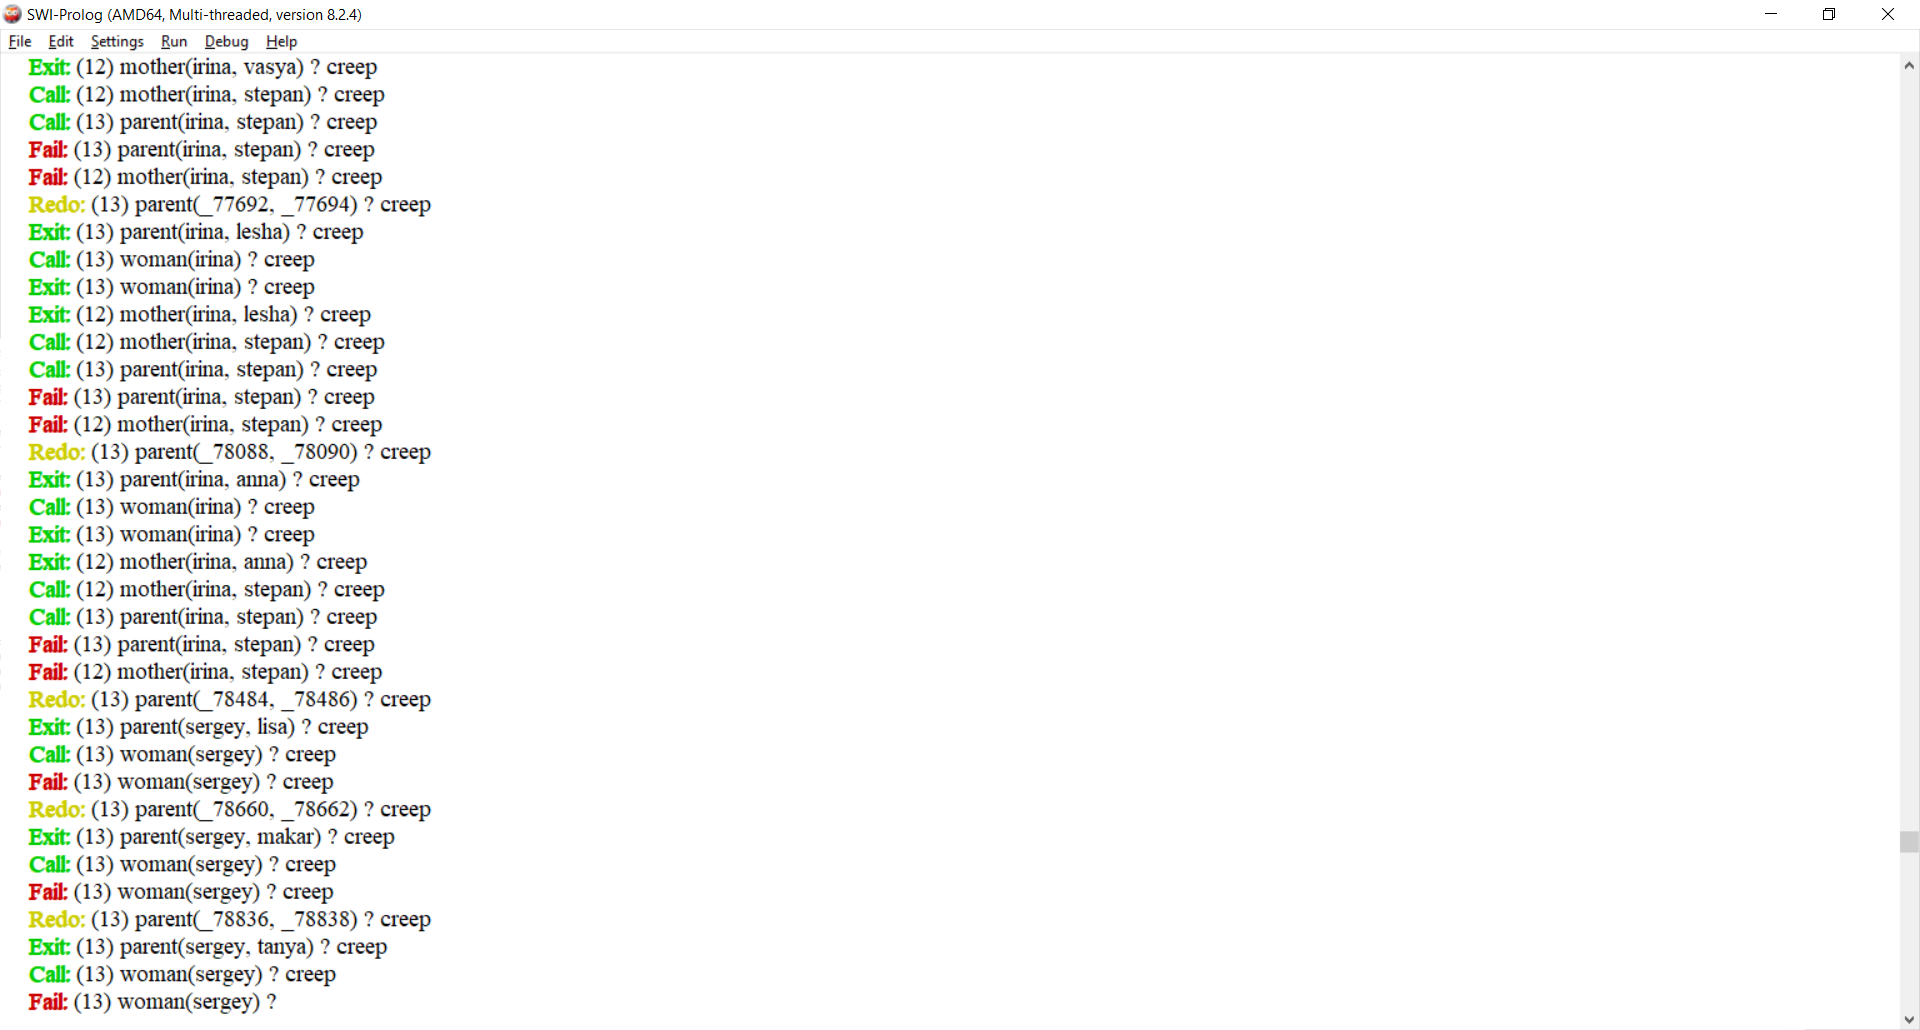 SWI-Prolog (AMD64, Multi-threaded, version 8.2.4)
File Edit Settings Run Debug Help
Exit: (12) mother(irina, vasya) ? creep
Call: (12) mother(irina, stepan) ? creep
Call: (13) parent(irina, stepan) ? creep
Fail: (13) parent(irina, stepan) ? creep
Fail: (12) mother(irina, stepan) ? creep
Redo: (13) parent(_77692, _77694) ? creep
Exit: (13) parent(irina, lesha) ? creep
Call: (13) woman(irina) ? creep
Exit: (13) woman(irina) ? creep
Exit: (12) mother(irina, lesha) ? creep
Call: (12) mother(irina, stepan) ? creep
Call: (13) parent(irina, stepan) ? creep
Fail: (13) parent(irina, stepan) ? creep
Fail: (12) mother(irina, stepan) ? creep
Redo: (13) parent(_78088, _78090) ? creep
Exit: (13) parent(irina, anna) ? creep
Call: (13) woman(irina) ? creep
Exit: (13) woman(irina) ? creep
Exit: (12) mother(irina, anna) ? creep
Call: (12) mother(irina, stepan) ? creep
Call: (13) parent(irina, stepan) ? creep
Fail: (13) parent(irina, stepan) ? creep
Fail: (12) mother(irina, stepan) ? creep
Redo: (13) parent(_78484, _78486) ? creep
Exit: (13) parent(sergey, lisa) ? creep
Call: (13) woman(sergey) ? creep
Fail: (13) woman(sergey) ? creep
Redo: (13) parent(_78660, _78662) ? creep
Exit: (13) parent(sergey, makar) ? creep
Call: (13) woman(sergey) ? creep
Fail: (13) woman(sergey) ? creep
Redo: (13) parent(_78836, _78838) ? creep
Exit: (13) parent(sergey, tanya) ? creep
Call: (13) woman(sergey) ? creep
Fail: (13) woman(sergey) ?